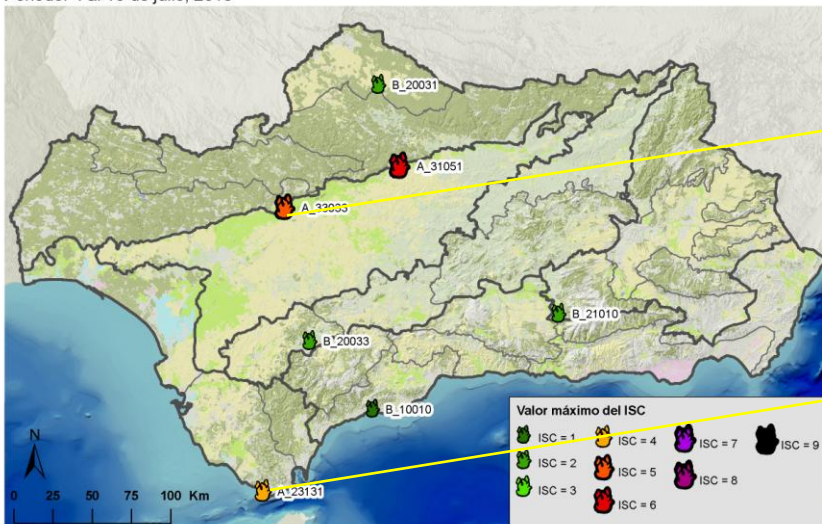 B_20031
A_31051
A_33033
B_21010
B_20033
B_10010
A_23131
N
0 25 50 75 100 Km
Valor máximo del ISC
ISC = 1 ISC = 4 ISC = 7 ISC = 9
ISC = 2 ISC = 5 ISC = 8
ISC = 3 ISC = 6